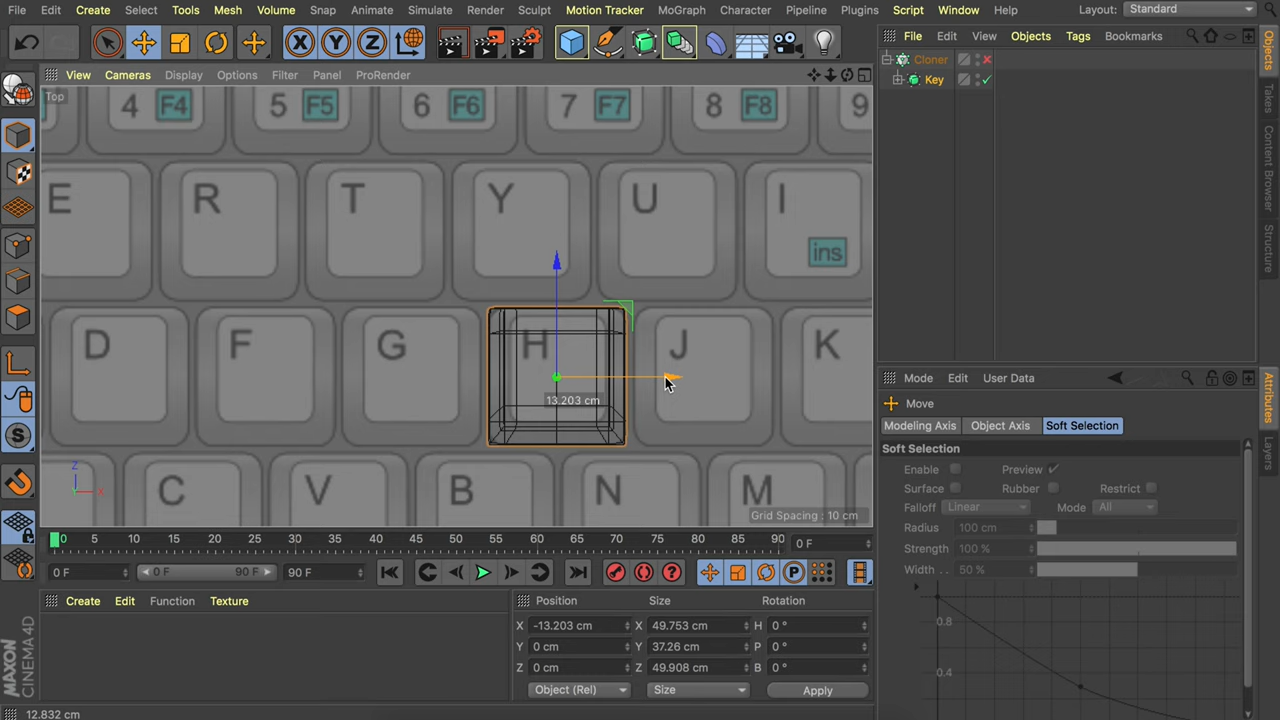 File Edit Create Select Tools Mesh Volume Snap Animate Simulate Render Sculpt Motion Tracker MoGraph Character Pipeline Plugins Script Window Help Layout: Standard
X Y Z
File Edit View Objects Tags Bookmarks
View Cameras Display Options Filter Panel ProRender
Cloner
Key
Top
4 F4 5 F5 6 F6 7 F7 8 F8 9
E R T Y U I
ins
D F G H J K
13.203 cm
C V B N M
Z
X
Grid Spacing : 10 cm
Objects
Takes
Content Browser
Structure
Mode Edit User Data
Move
Modeling Axis Object Axis Soft Selection
Soft Selection
Enable Preview
Surface Rubber Restrict
Falloff Linear Mode All
Radius 100 cm
Strength 100 %
Width . . 50 %
0.8
0.4
Attributes
Layers
S
0 5 10 15 20 25 30 35 40 45 50 55 60 65 70 75 80 85 90 0 F
0 F 0 F 90 F 90 F
P
Create Edit Function Texture
Position Size Rotation
X -13.203 cm X 49.753 cm H 0 °
Y 0 cm Y 37.26 cm P 0 °
Z 0 cm Z 49.908 cm B 0 °
Object (Rel) Size Apply
MAXON
CINEMA 4D
12.832 cm